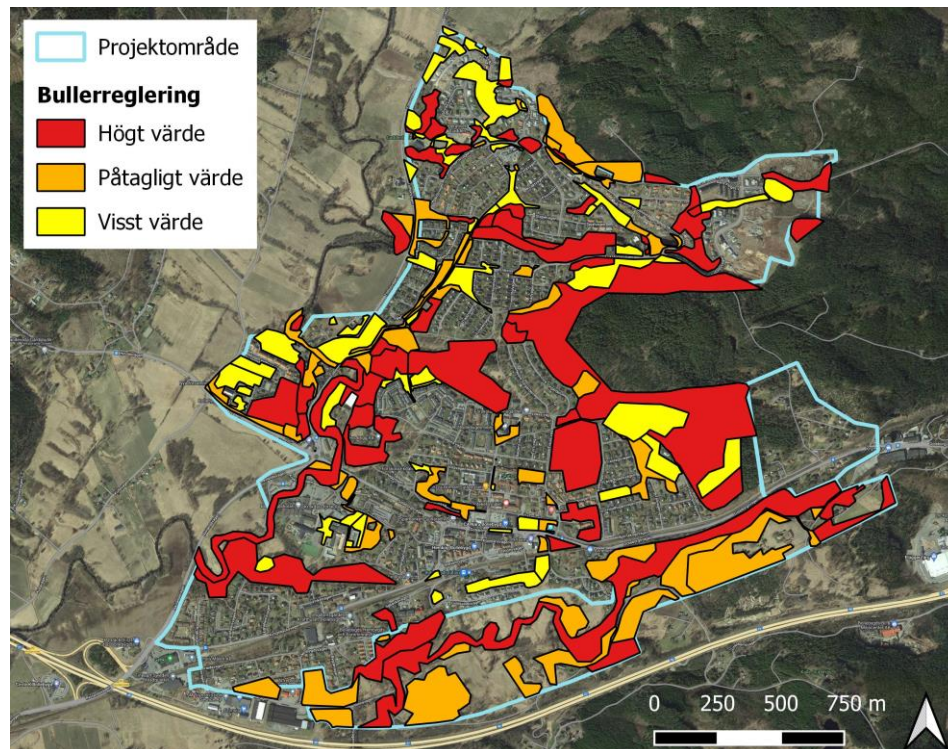 Projektområde
Bullerreglering
Högt värde
Påtagligt värde
Visst värde
0 250 500 750 m